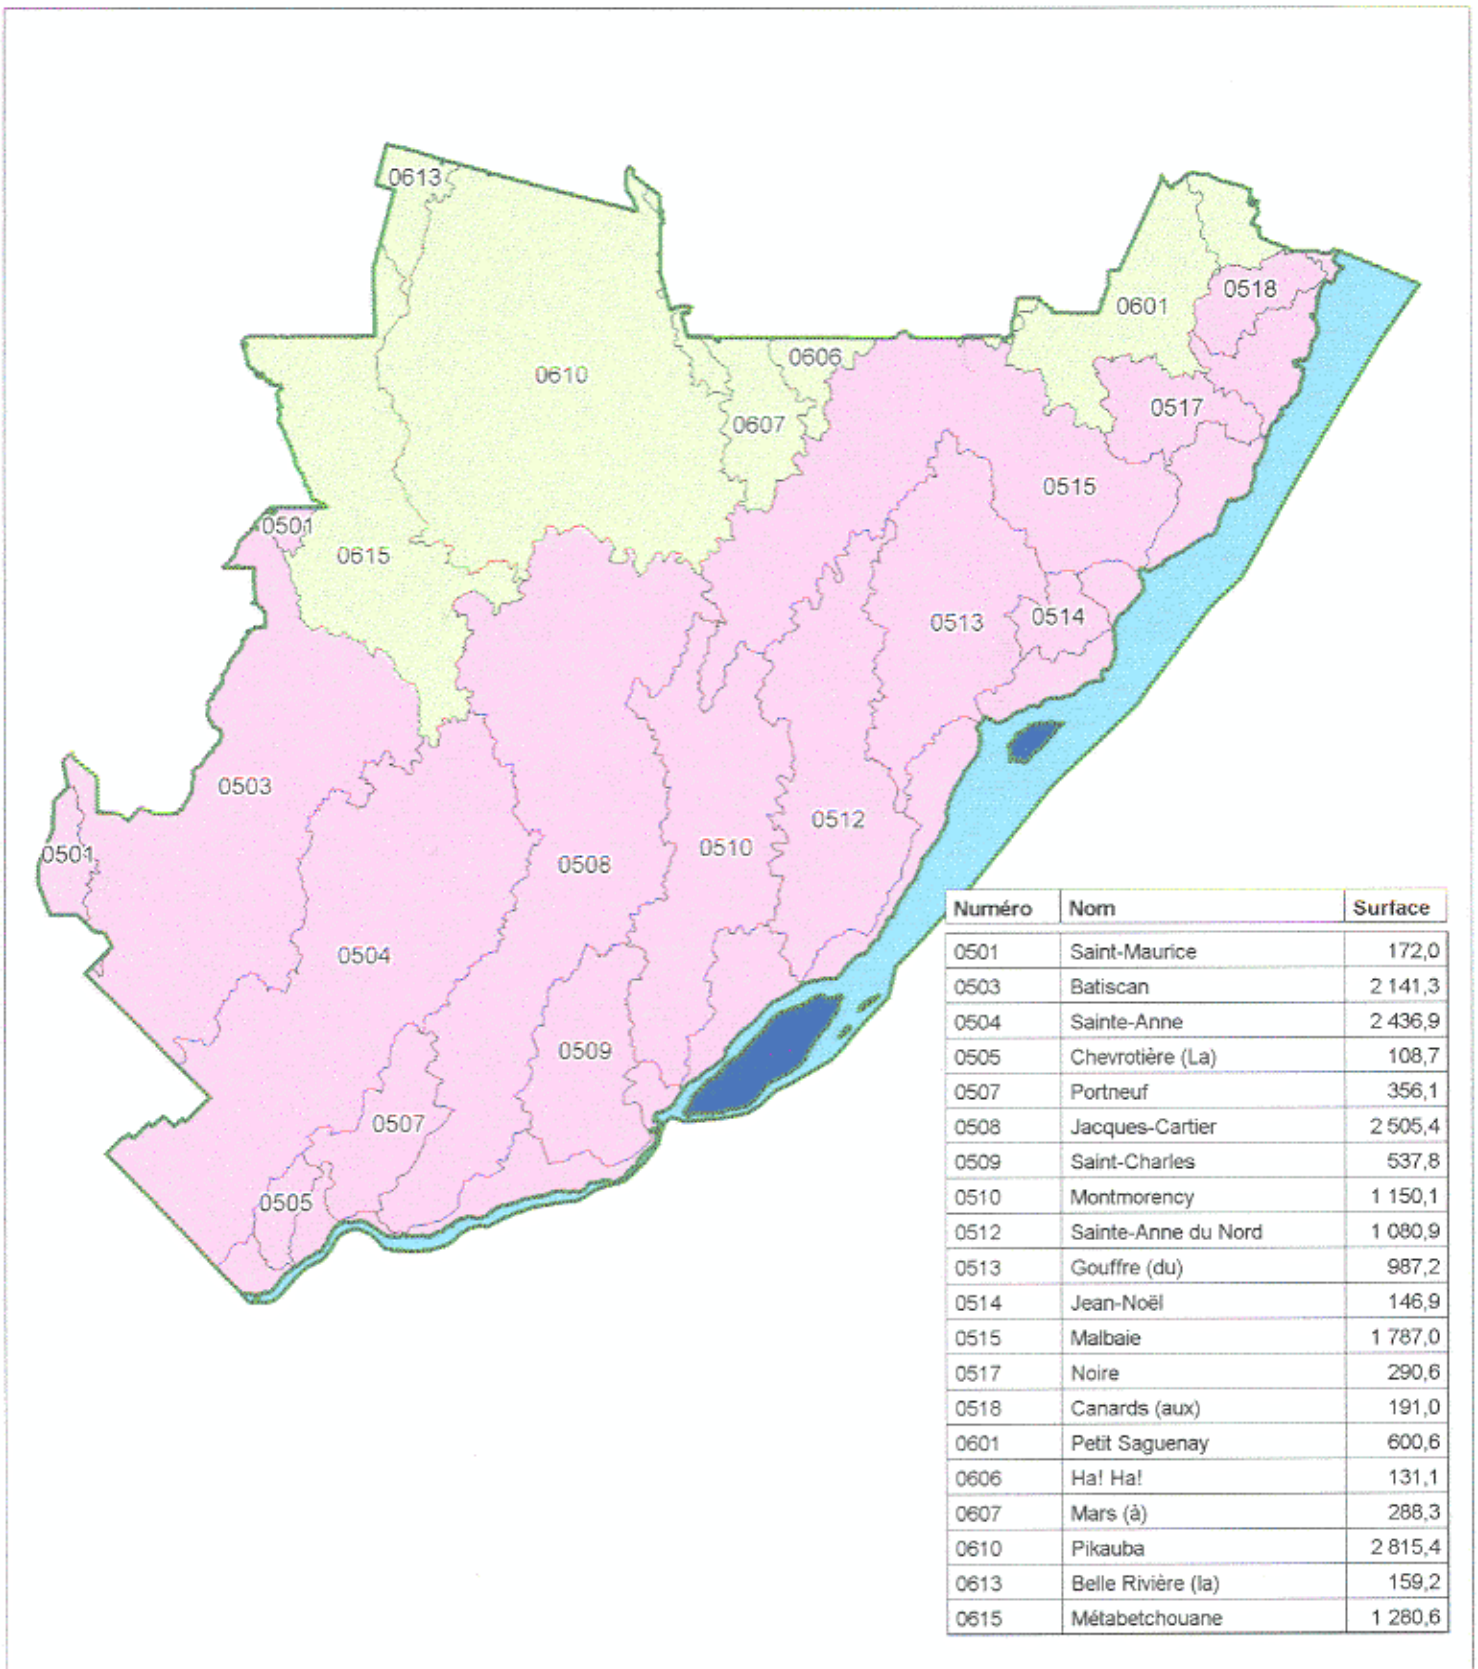 0613
0518
0601
0606
0610
0517
0607
0515
0501
0615
0514
0513
0503
0512
0510
0501
0508
0504
0509
0507
0505
Numéro Nom Surface
0501 Saint-Maurice 172,0
0503 Batiscan 2 141,3
0504 Sainte-Anne 2 436,9
0505 Chevrotière (La) 108,7
0507 Portneuf 356,1
0508 Jacques-Cartier 2 505,4
0509 Saint-Charles 537,8
0510 Montmorency 1 150,1
0512 Sainte-Anne du Nord 1 080,9
0513 Gouffre (du) 987,2
0514 Jean-Noël 146,9
0515 Malbaie 1 787,0
0517 Noire 290,6
0518 Canards (aux) 191,0
0601 Petit Saguenay 600,6
0606 Ha! Ha! 131,1
0607 Mars (à) 288,3
0610 Pikauba 2 815,4
0613 Belle Rivière (la) 159,2
0615 Métabetchouane 1 280,6